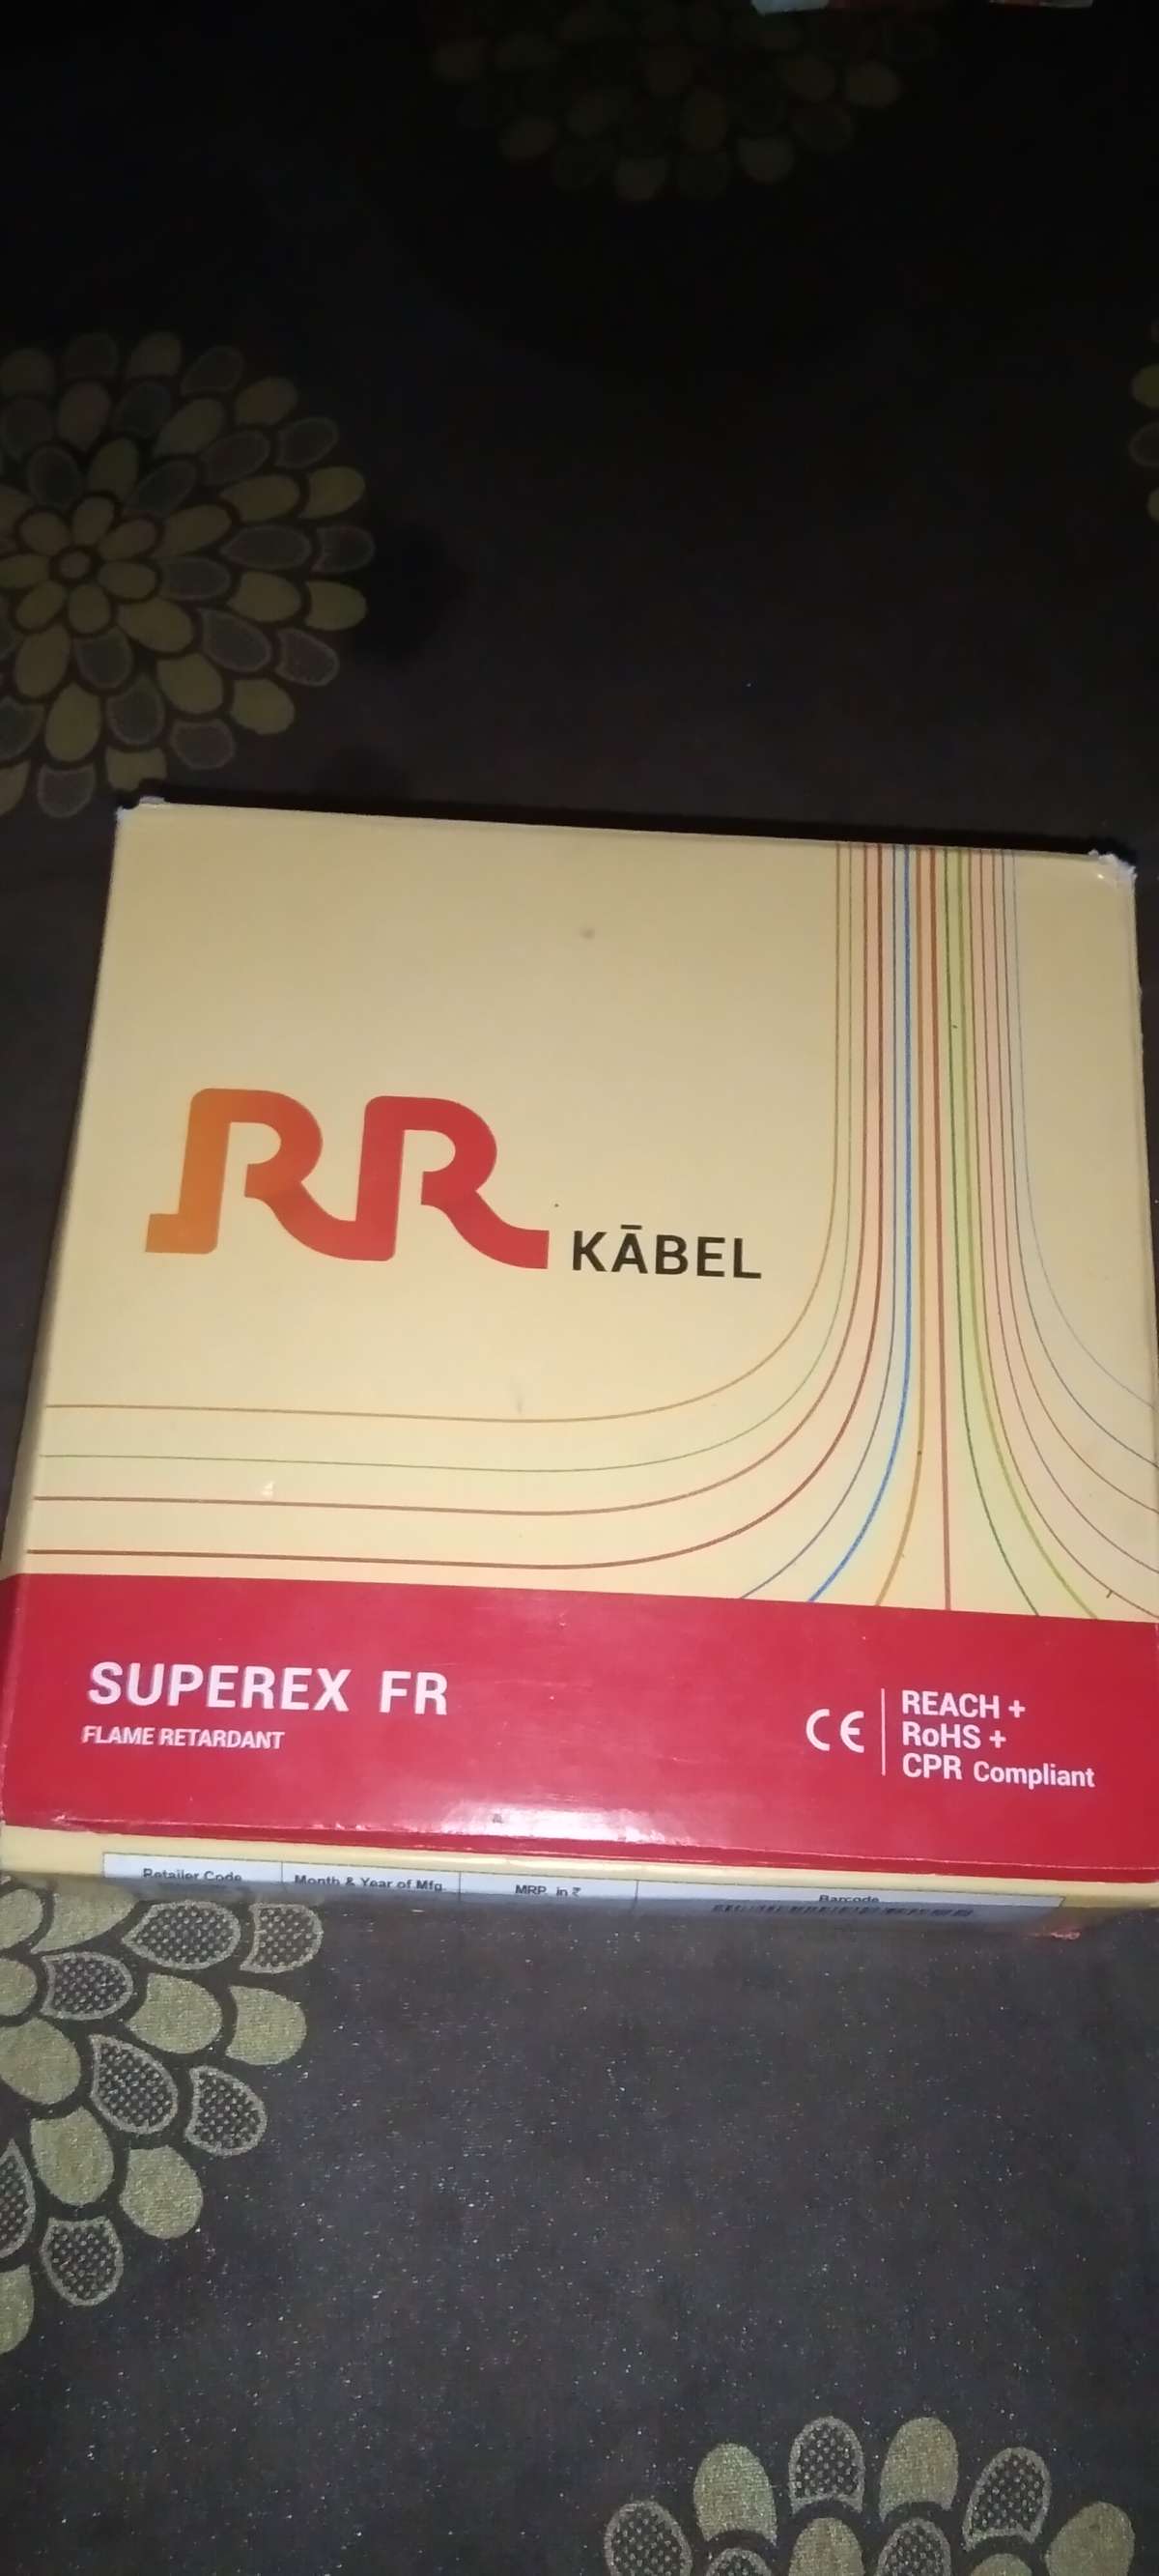 RR KĀBEL
SUPEREX FR
FLAME RETARDANT
CE
REACH +
RoHS +
CPR Compliant
Retailer Code
Month & Year of Mfg.
MRP. in ₹
Barcode